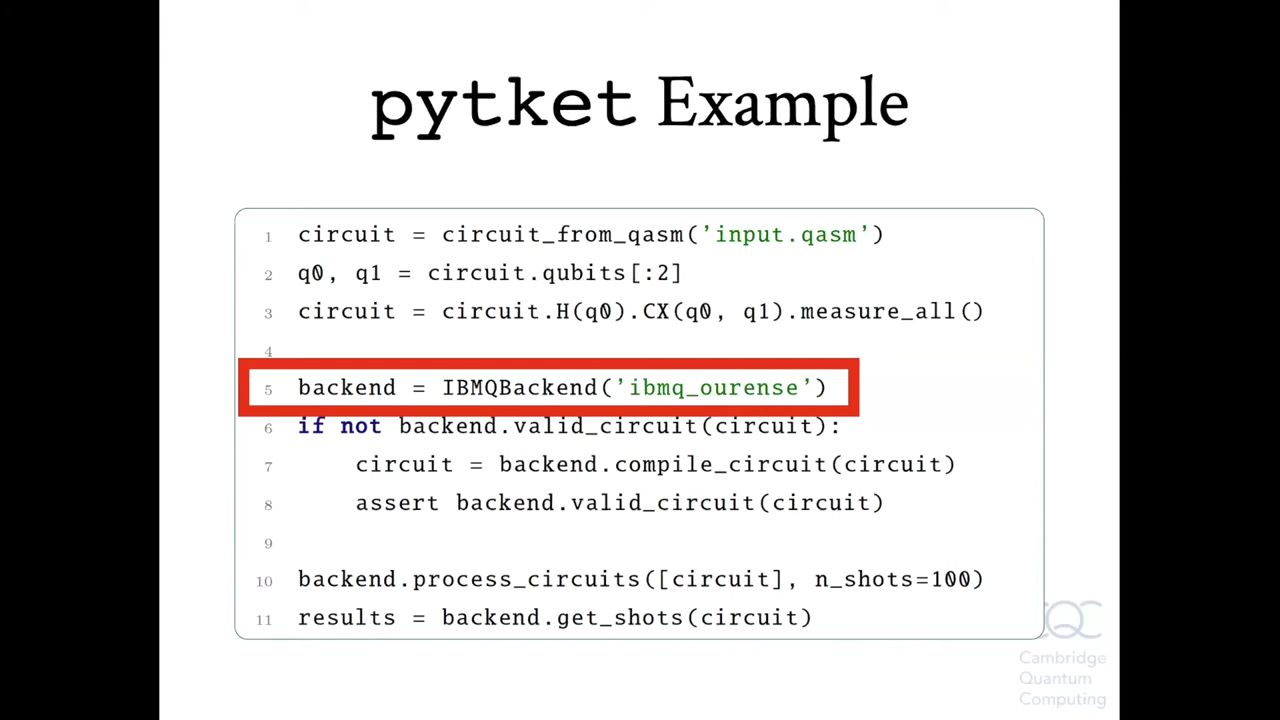 pytket Example
1 circuit = circuit_from_qasm('input.qasm')
2 q0, q1 = circuit.qubits[:2]
3 circuit = circuit.H(q0).CX(q0, q1).measure_all()
4
5 backend = IBMQBackend('ibmq_ourense')
6 if not backend.valid_circuit(circuit):
7     circuit = backend.compile_circuit(circuit)
8     assert backend.valid_circuit(circuit)
9
10 backend.process_circuits([circuit], n_shots=100)
11 results = backend.get_shots(circuit)
CQC
Cambridge
Quantum
Computing